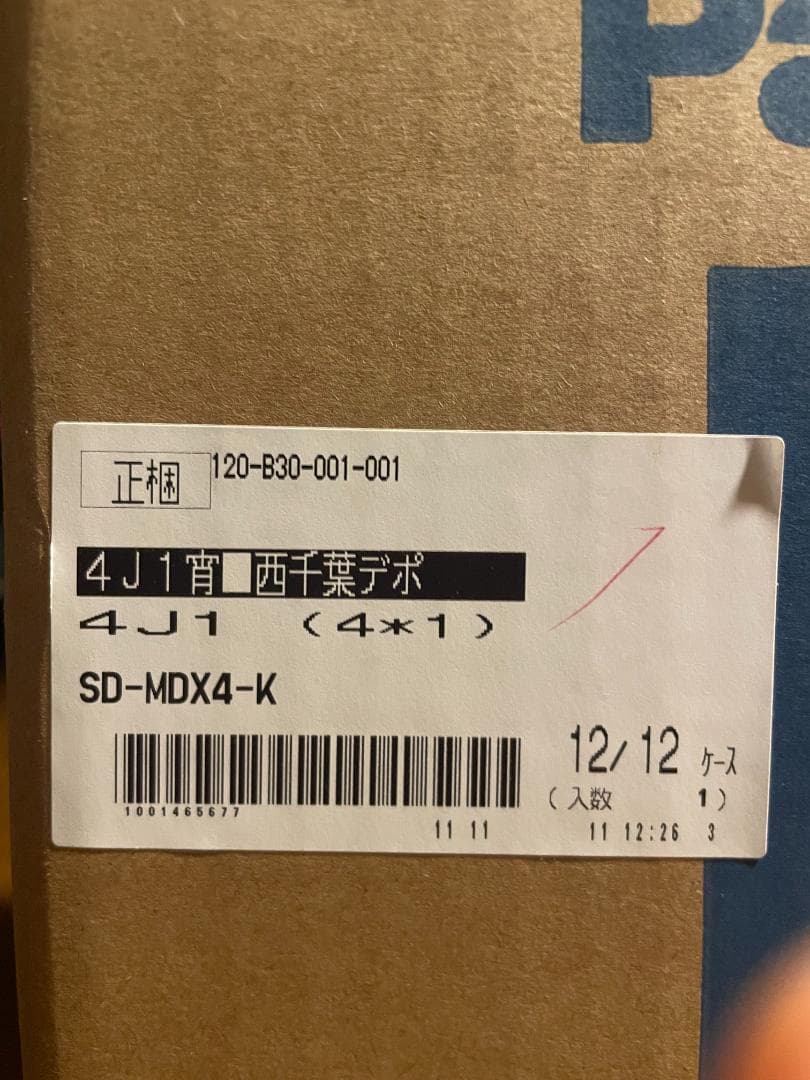 Pa
正梱 120-B30-001-001
4J1宵■西千葉デポ
4J1 (4*1)
SD-MDX4-K
12/12 ケース
1001465677
(入数 1)
11 11
11 12:26 3